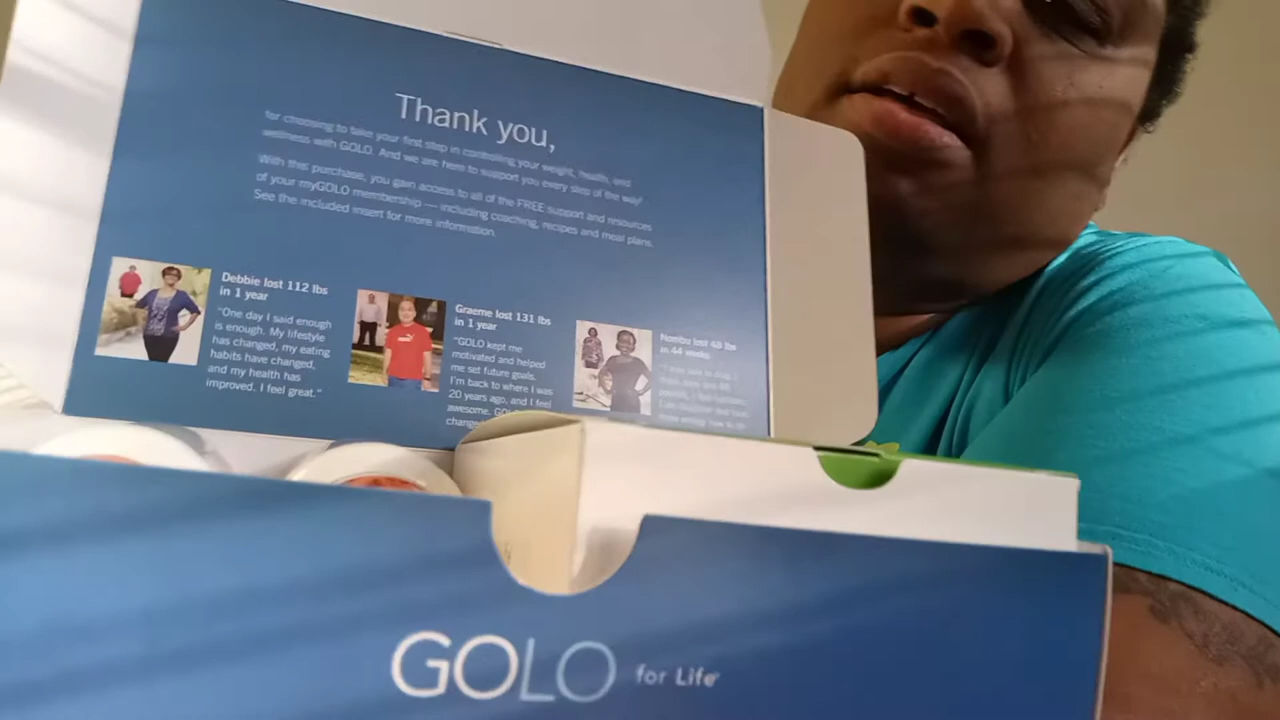 Thank you,
for choosing to take your first step in controlling your weight, health, and
wellness with GOLO. And we are here to support you every step of the way!
With this purchase, you gain access to all of the FREE support and resources
of your myGOLO membership — including coaching, recipes and meal plans.
See the included insert for more information.
Debbie lost 112 lbs
in 1 year
"One day I said enough
is enough. My lifestyle
has changed, my eating
habits have changed,
and my health has
improved. I feel great."
Graeme lost 131 lbs
in 1 year
"GOLO kept me
motivated and helped
me set future goals.
I'm back to where I was
20 years ago, and I feel
awesome.
lost 48 lbs
in 44 weeks
GOLO for Life